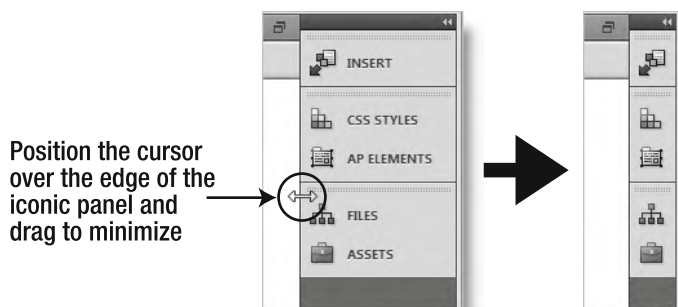 INSERT
CSS STYLES
AP ELEMENTS
FILES
ASSETS
Position the cursor
over the edge of the
iconic panel and
drag to minimize